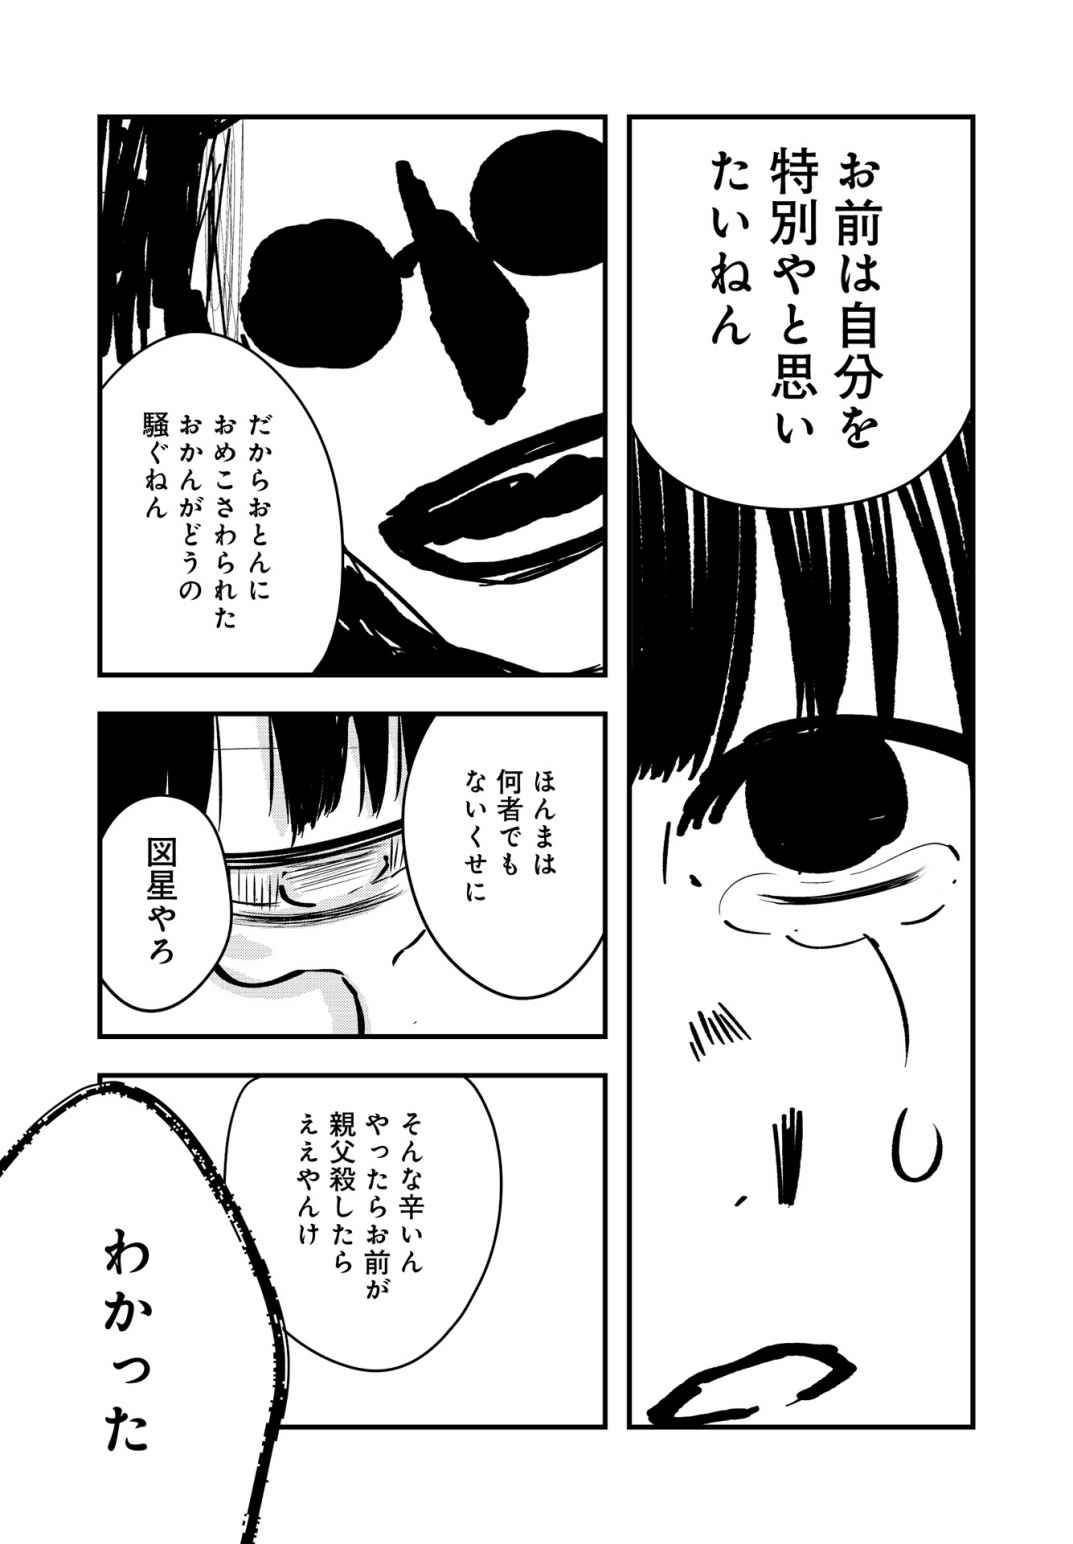 お前は自分を
特別やと思い
たいねん
だからおとんに
おめこさわられた
おかんがどうの
騒ぐねん
ほんまは
何者でも
ないくせに
図星やろ
そんな辛いん
やったらお前が
親父殺したら
ええやんけ
わかった